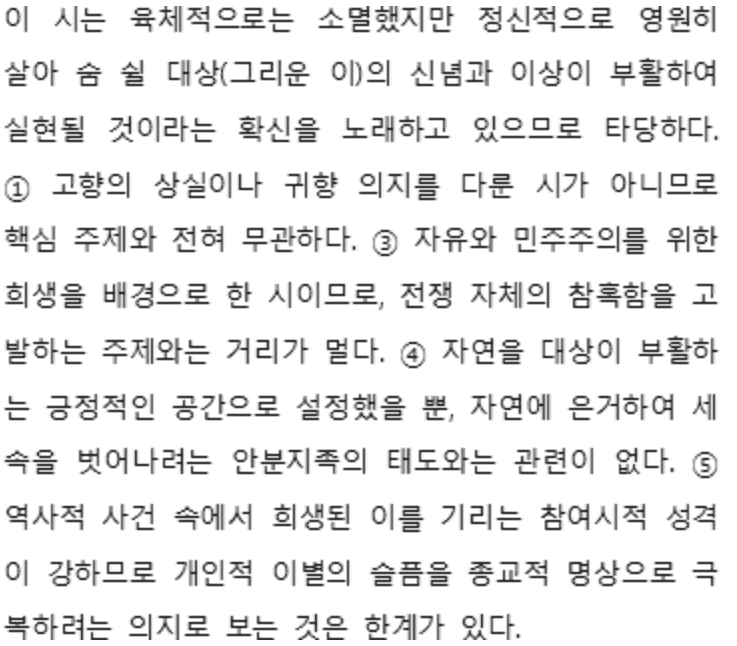 이 시는 육체적으로는 소멸했지만 정신적으로 영원히
살아 숨 쉴 대상(그리운 이)의 신념과 이상이 부활하여
실현될 것이라는 확신을 노래하고 있으므로 타당하다.
① 고향의 상실이나 귀향 의지를 다룬 시가 아니므로
핵심 주제와 전혀 무관하다. ③ 자유와 민주주의를 위한
희생을 배경으로 한 시이므로, 전쟁 자체의 참혹함을 고
발하는 주제와는 거리가 멀다. ④ 자연을 대상이 부활하
는 긍정적인 공간으로 설정했을 뿐, 자연에 은거하여 세
속을 벗어나려는 안분지족의 태도와는 관련이 없다. ⑤
역사적 사건 속에서 희생된 이를 기리는 참여시적 성격
이 강하므로 개인적 이별의 슬픔을 종교적 명상으로 극
복하려는 의지로 보는 것은 한계가 있다.